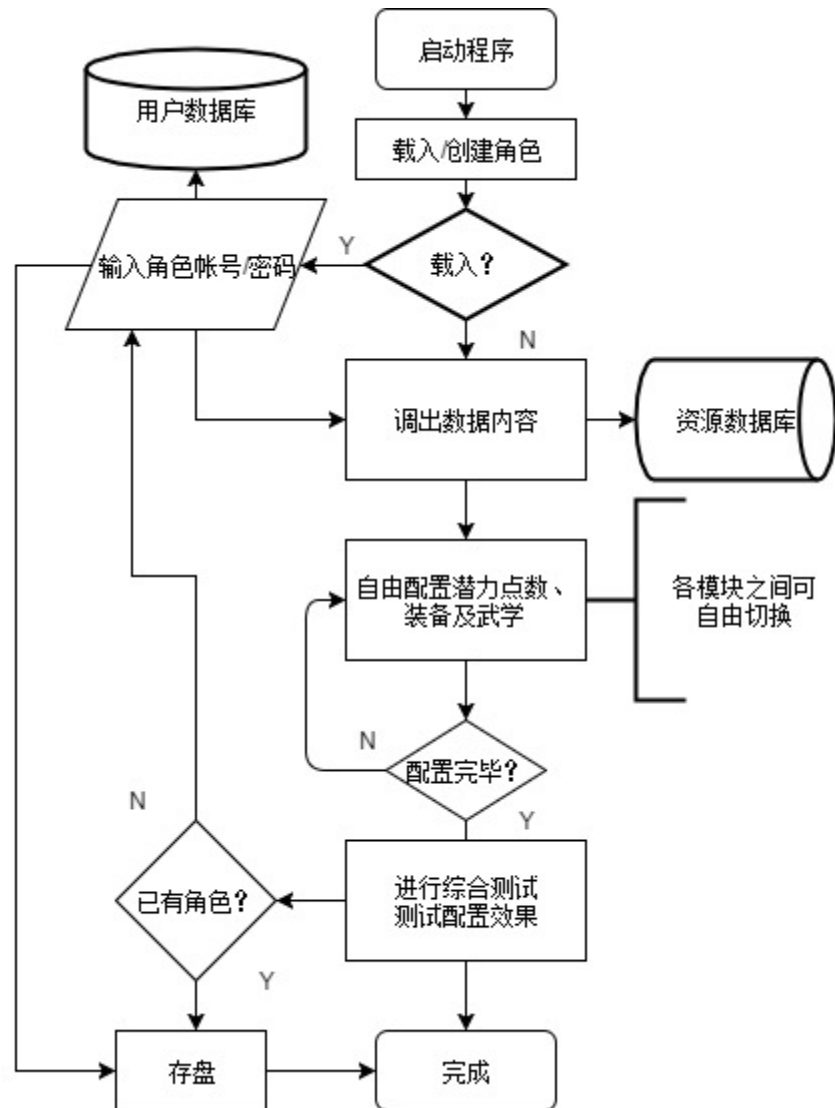 启动程序
用户数据库
载入/创建角色
Y
输入角色帐号/密码
载入？
N
调出数据内容
资源数据库
自由配置潜力点数、
装备及武学
各模块之间可
自由切换
N
配置完毕？
N
Y
已有角色？
进行综合测试
测试配置效果
Y
存盘
完成